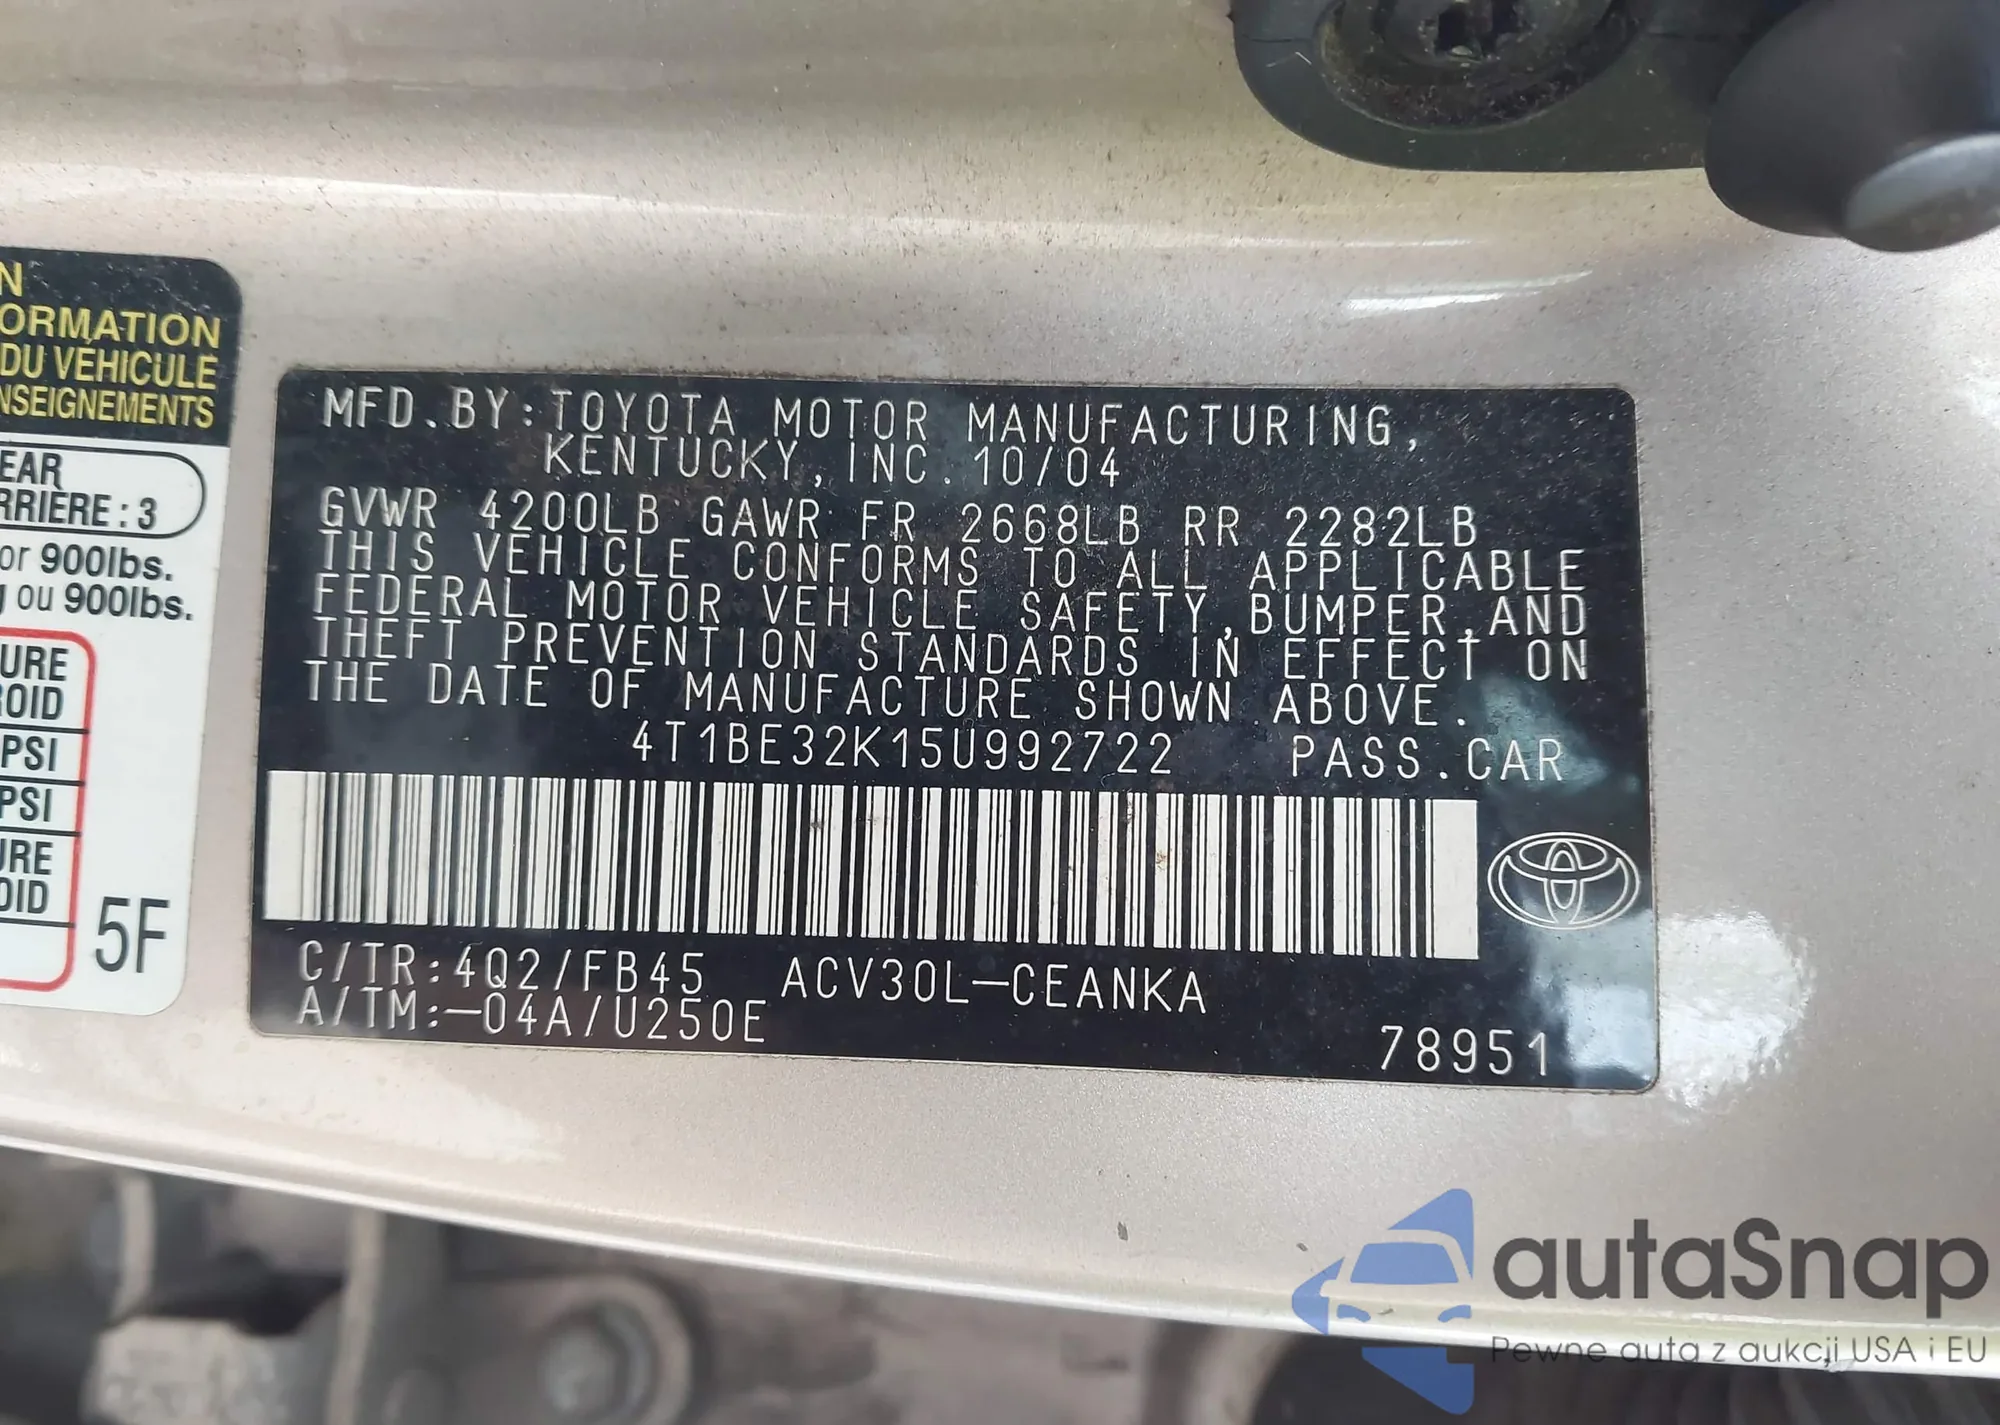 N
ORMATION
DU VÉHICULE
NSEIGNEMENTS
EAR
RRIÈRE : 3
or 900lbs.
ou 900lbs.
URE
OID
PSI
PSI
URE
OID
5F
MFD.BY:TOYOTA MOTOR MANUFACTURING,
KENTUCKY,INC.10/04
GVWR 4200LB GAWR FR 2668LB RR 2282LB
THIS VEHICLE CONFORMS TO ALL APPLICABLE
FEDERAL MOTOR VEHICLE SAFETY,BUMPER,AND
THEFT PREVENTION STANDARDS IN EFFECT ON
THE DATE OF MANUFACTURE SHOWN ABOVE.
4T1BE32K15U992722 PASS.CAR
C/TR:4Q2/FB45 ACV30L-CEANKA
A/TM:-04A/U250E
78951
autaSnap
Pewne auta z aukcji USA i EU